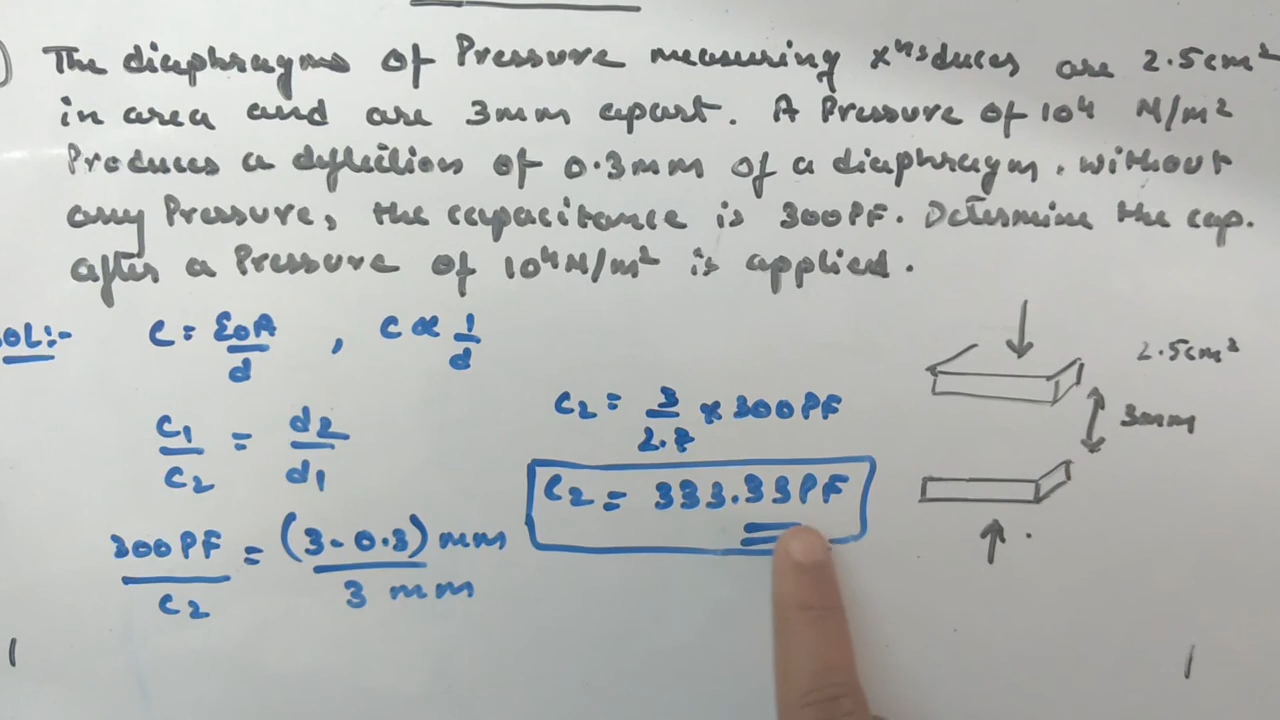 The diaphragms of Pressure measuring xducers are 2.5cm²
in area and are 3mm apart. A Pressure of 10⁴ N/m²
Produces a deflection of 0.3mm of a diaphragm. without
any Pressure, the capacitance is 300PF. Determine the cap.
after a Pressure of 10⁴N/m² is applied.
SOL:- C = ε0A/d , C ∝ 1/d
C1/C2 = d2/d1
300PF/C2 = (3-0.3)mm/3 mm
C2 = 3/2.7 x 300PF
C2 = 333.33PF
2.5cm²
3mm